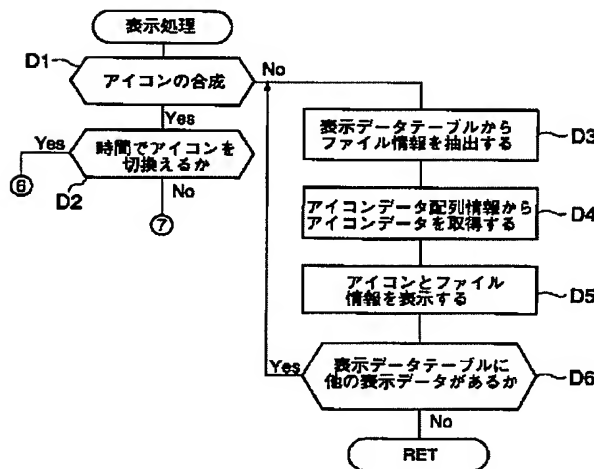 表示処理
D1
アイコンの合成
No
Yes
Yes
時間でアイコンを
切換えるか
D2
⑥
No
⑦
表示データテーブルから
ファイル情報を抽出する
D3
アイコンデータ配列情報から
アイコンデータを取得する
D4
アイコンとファイル
情報を表示する
D5
Yes
表示データテーブルに
他の表示データがあるか
D6
No
RET